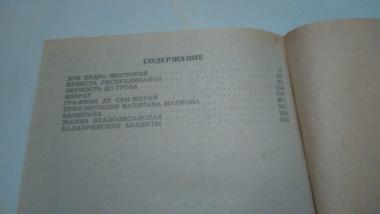 СОДЕРЖАНИЕ
ДОН ПЕДРО ЖЕСТОКИЙ
НЕВЕСТА РЕСПУБЛИКАНЦА
ВЕРНОСТЬ ДО ГРОБА
МЮРАТ
ГРАФИНЯ ДЕ СЕН-ЖЕРАН
ПРИКЛЮЧЕНИЯ КАПИТАНА МАРИОНА
ВАНИНЬКА
ЖАННА НЕАПОЛИТАНСКАЯ
КАЛАБРИЙСКИЕ БАНДИТЫ